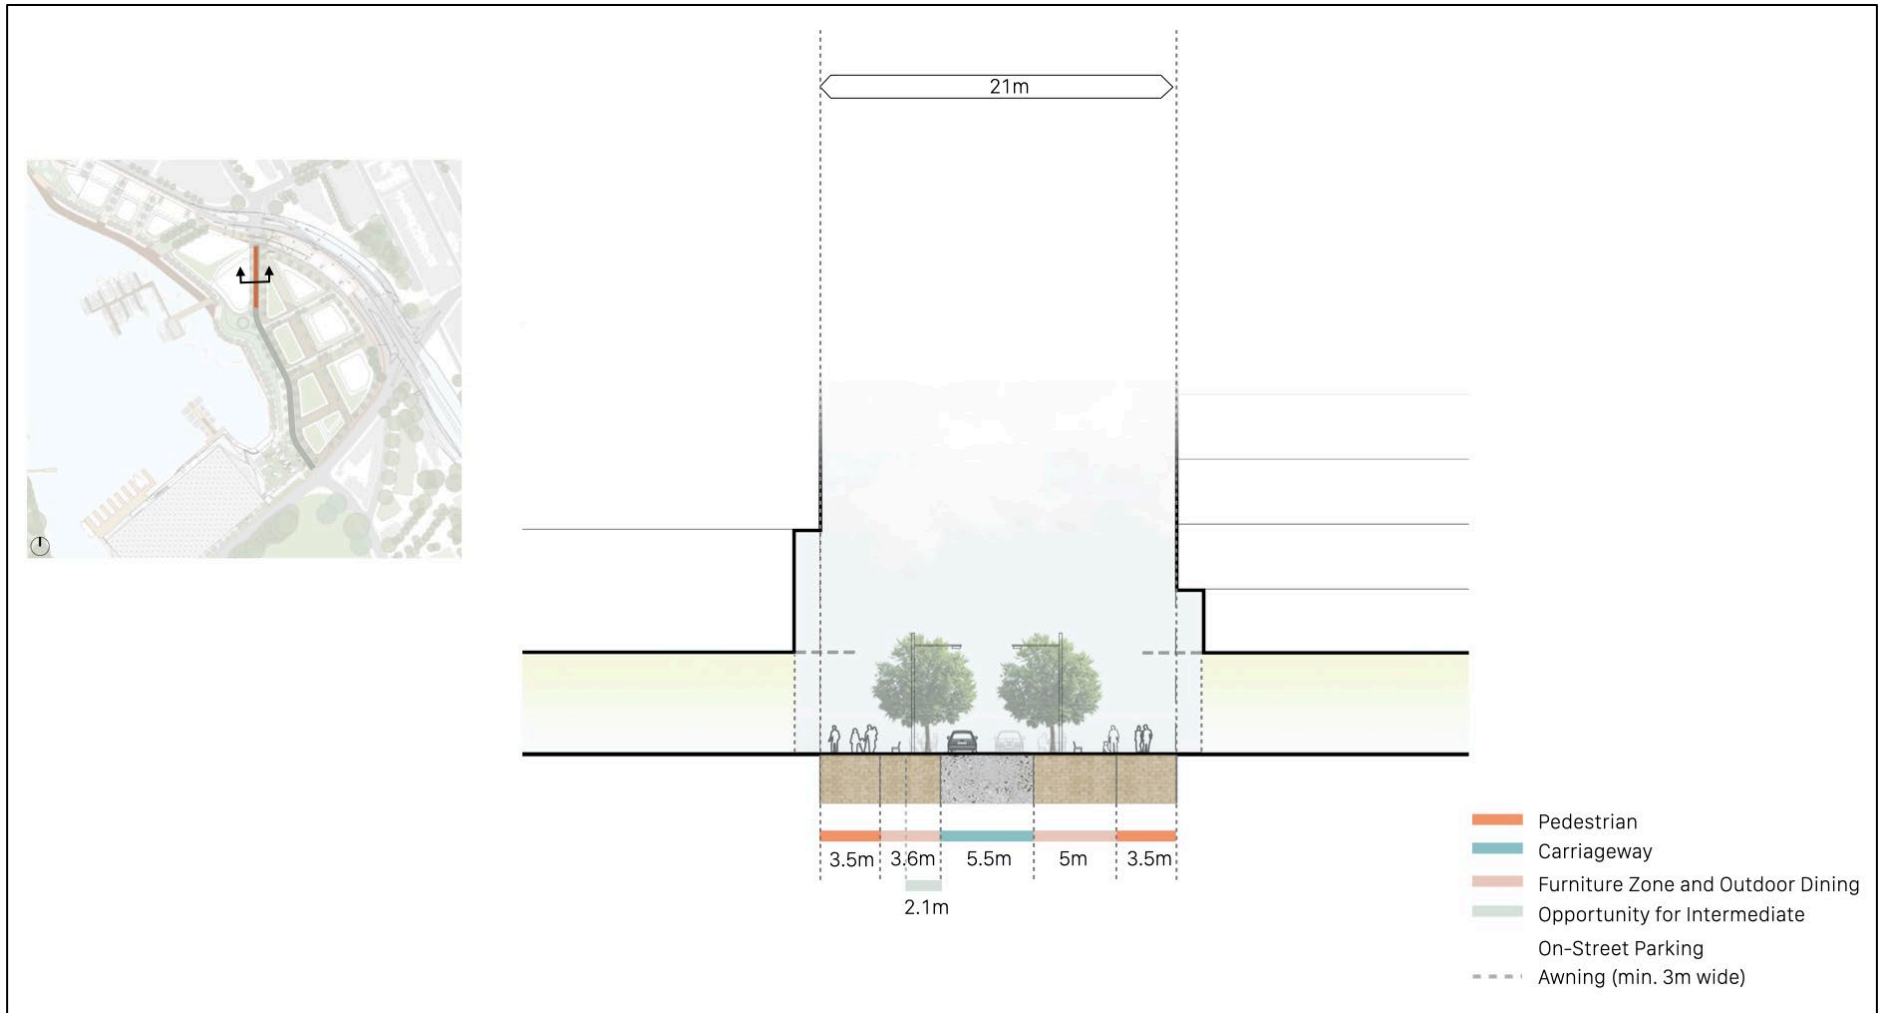 21m
3.5m
3.6m
5.5m
5m
3.5m
2.1m
Pedestrian
Carriageway
Furniture Zone and Outdoor Dining
Opportunity for Intermediate
On-Street Parking
Awning (min. 3m wide)